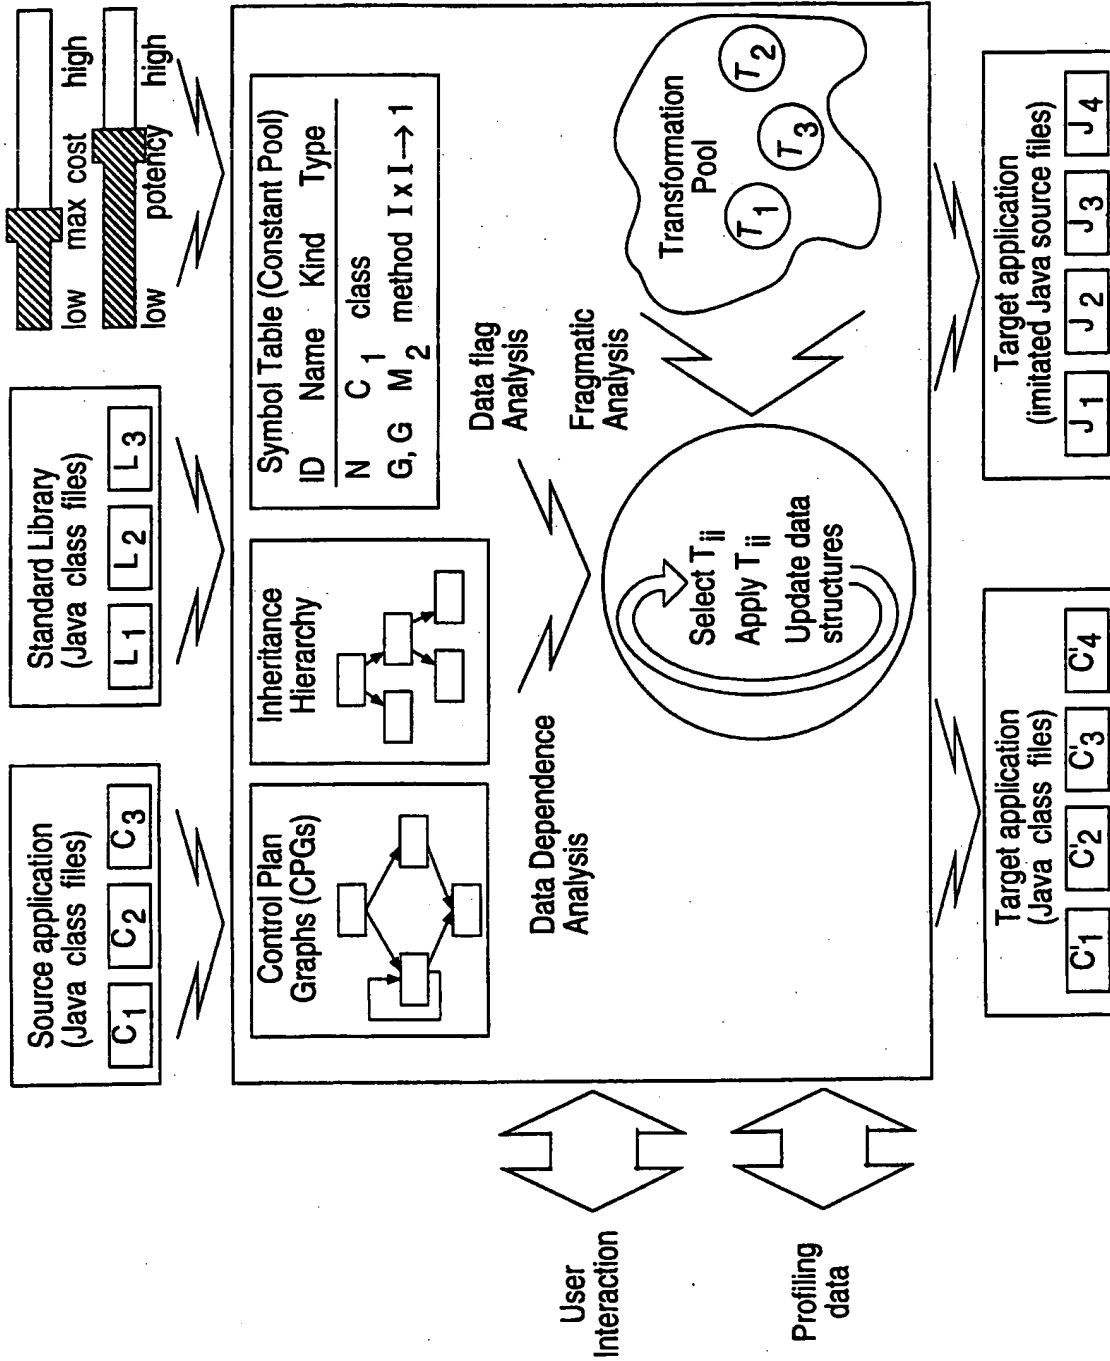 Source application
(Java class files)
C1 C2 C3
Standard Library
(Java class files)
L1 L2 L3
low max cost high
low potency high
Control Plan
Graphs (CPGs)
Inheritance
Hierarchy
Symbol Table (Constant Pool)
ID Name Kind Type
N C1 class
G, G M2 method I x I → 1
User
Interaction
Profiling
data
Data Dependence
Analysis
Data flag
Analysis
Fragmatic
Analysis
Select Tii
Apply Tii
Update data
structures
Transformation
Pool
T1
T3
T2
Target application
(Java class files)
C'1 C'2 C'3 C'4
Target application
(imitated Java source files)
J1 J2 J3 J4